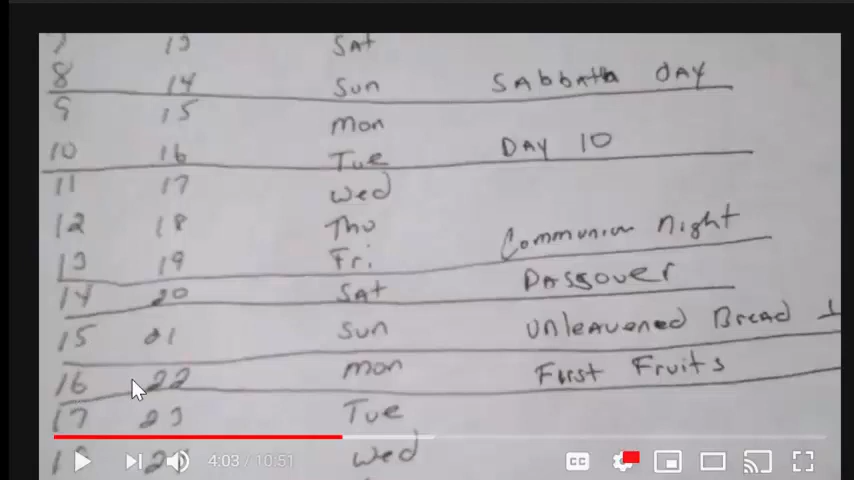 7 13 Sat
8 14 Sun Sabbath day
9 15 Mon
10 16 Tue Day 10
11 17 Wed
12 18 Thu
13 19 Fri. Communion Night
14 20 Sat Passover
15 21 Sun Unleavened Bread 1
16 22 Mon First Fruits
17 23 Tue
Wed
4:03 / 10:51
CC